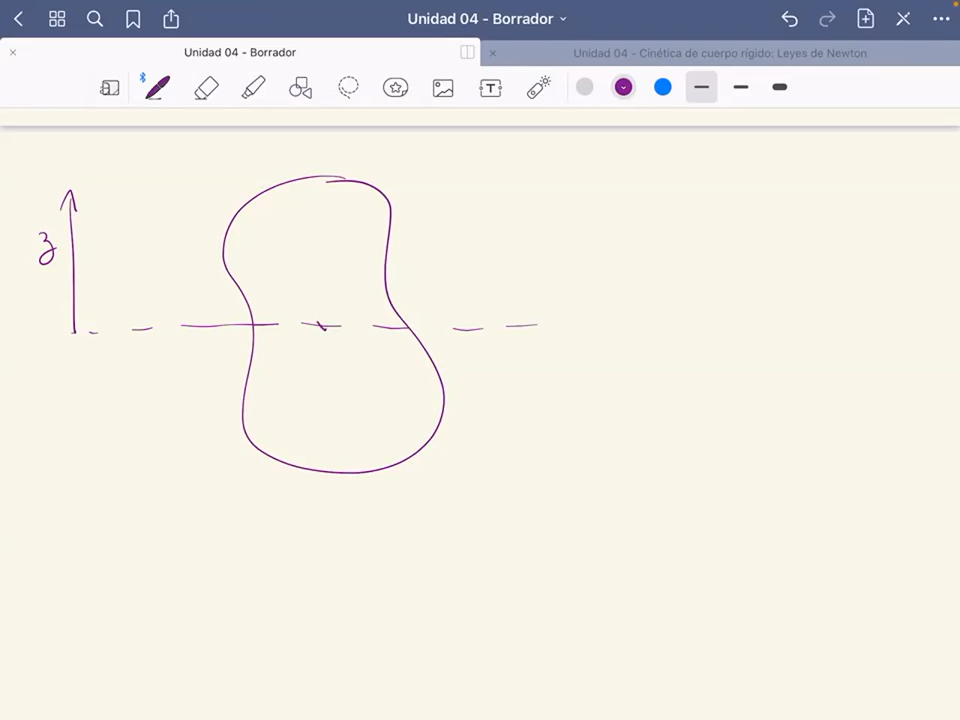 Unidad 04 - Borrador
Unidad 04 - Borrador
Unidad 04 - Cinética de cuerpo rígido: Leyes de Newton
T
z